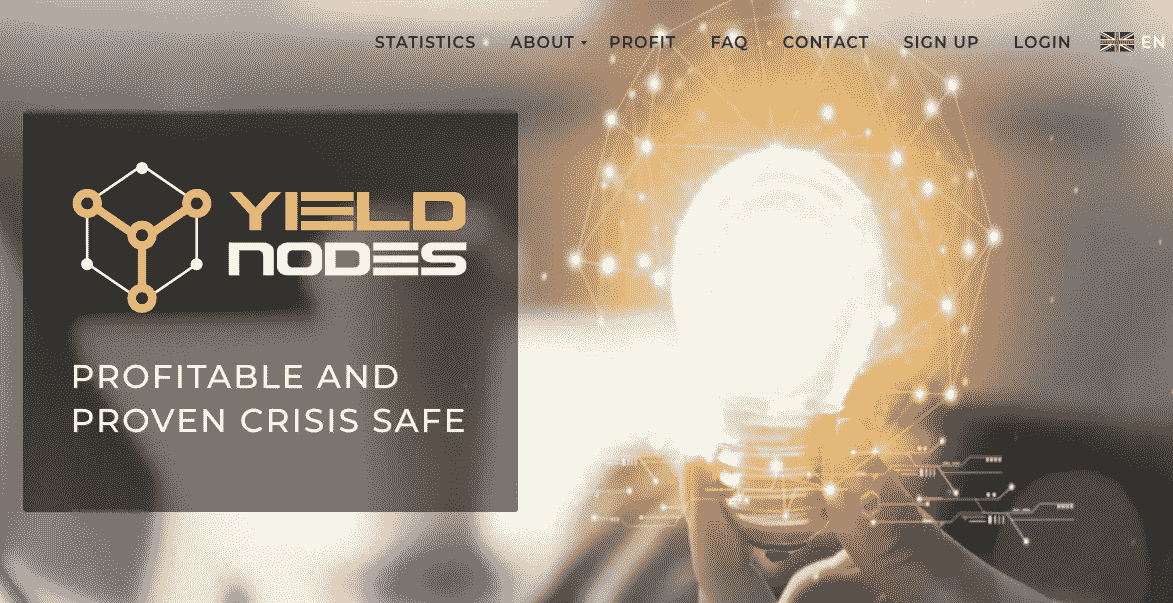 STATISTICS ABOUT PROFIT FAQ CONTACT SIGN UP LOGIN EN
YIELD
NODES
PROFITABLE AND
PROVEN CRISIS SAFE